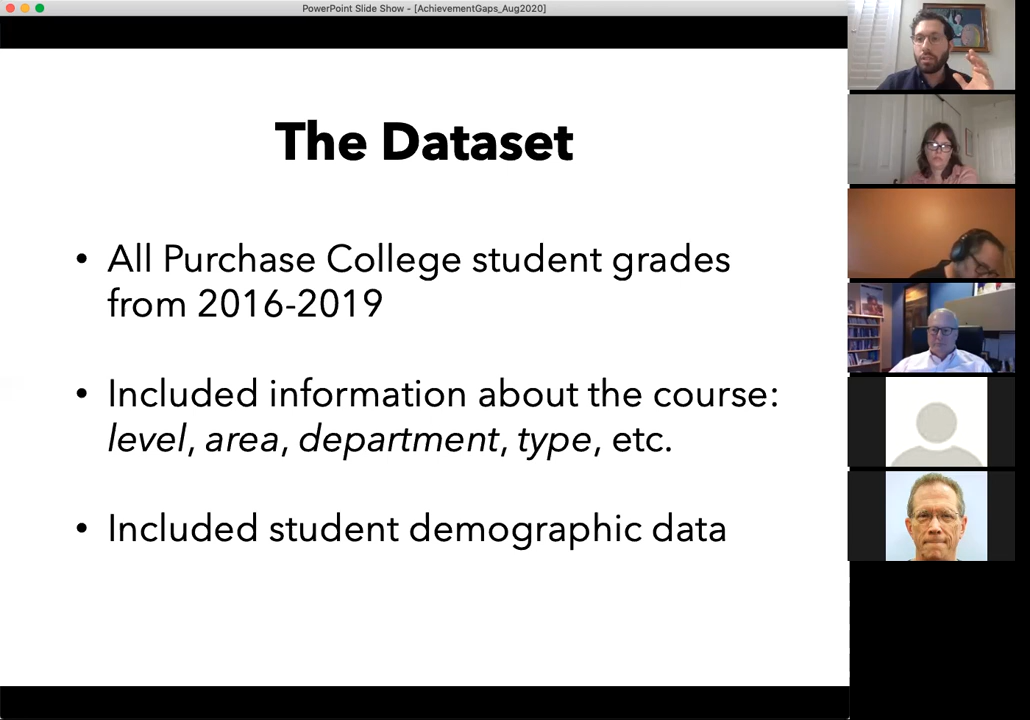 PowerPoint Slide Show - [AchievementGaps_Aug2020]
The Dataset
• All Purchase College student grades
from 2016-2019
• Included information about the course:
level, area, department, type, etc.
• Included student demographic data